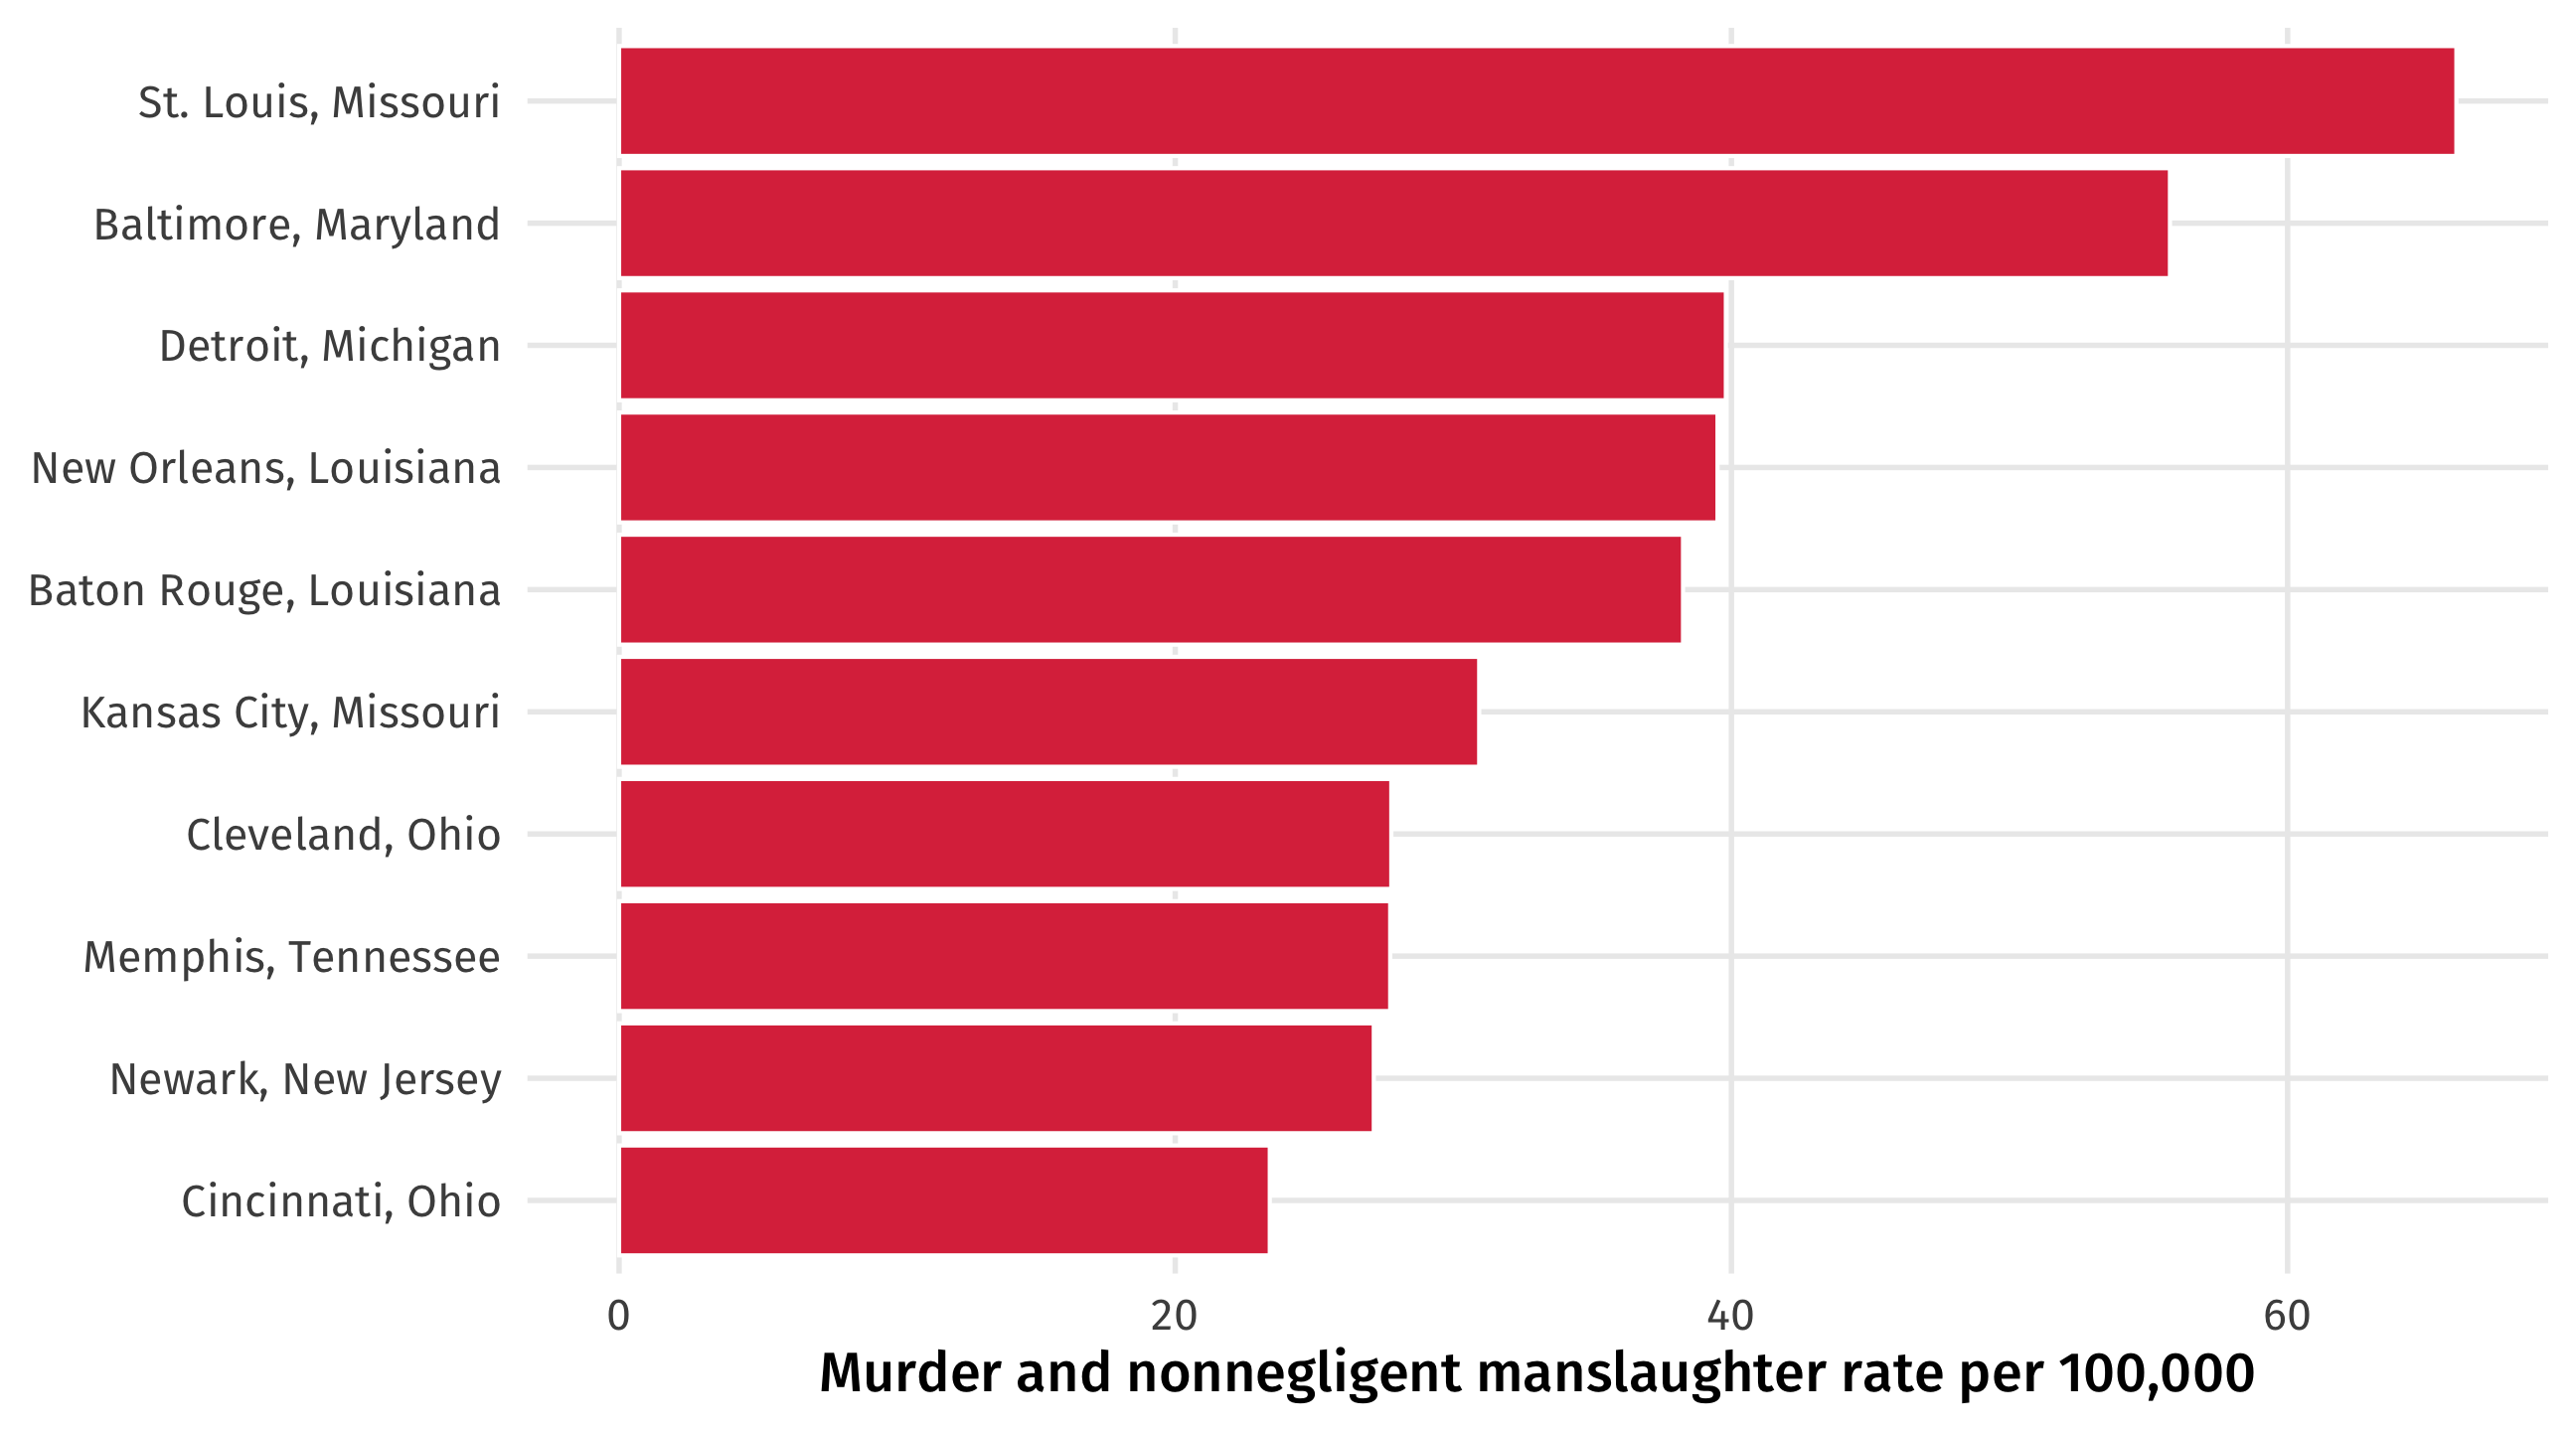 St. Louis, Missouri
Baltimore, Maryland
Detroit, Michigan
New Orleans, Louisiana
Baton Rouge, Louisiana
Kansas City, Missouri
Cleveland, Ohio
Memphis, Tennessee
Newark, New Jersey
Cincinnati, Ohio
0 20 40 60
Murder and nonnegligent manslaughter rate per 100,000